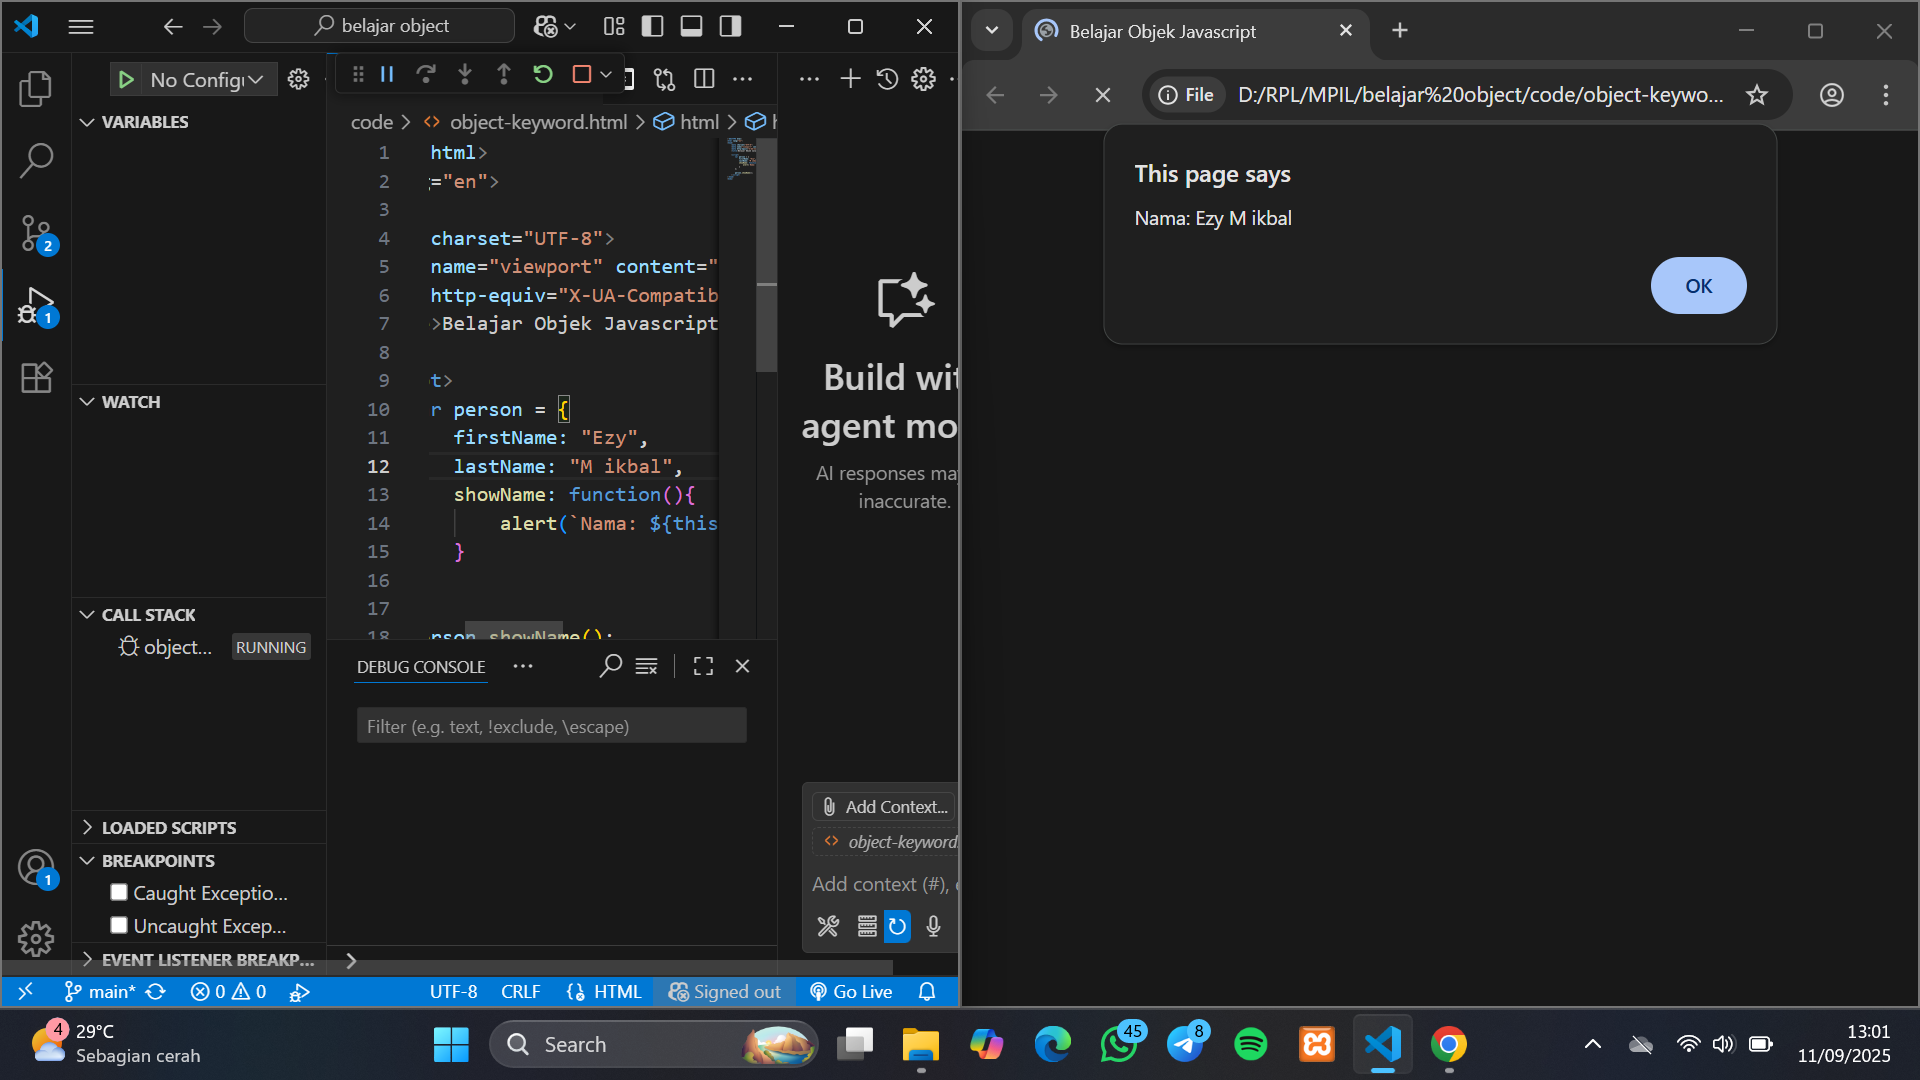 belajar object
No Configu
VARIABLES
WATCH
CALL STACK
object...
RUNNING
LOADED SCRIPTS
BREAKPOINTS
Caught Exceptio...
Uncaught Excep...
EVENT LISTENER BREAKP...
2
1
1
code > object-keyword.html > html >
1 html>
2 ="en">
3
4 charset="UTF-8">
5 name="viewport" content="
6 http-equiv="X-UA-Compatib
7 >Belajar Objek Javascript
8
9 t>
10 r person = {
11 firstName: "Ezy",
12 lastName: "M ikbal",
13 showName: function(){
14 alert(`Nama: ${this
15 }
16
17
18 rson.showName();
DEBUG CONSOLE
Filter (e.g. text, !exclude, \escape)
Build wit
agent mo
AI responses may
inaccurate.
Add Context...
object-keyword.
Add context (#), e
main*
0
0
UTF-8
CRLF
HTML
Signed out
Go Live
Belajar Objek Javascript
File
D:/RPL/MPIL/belajar%20object/code/object-keywo...
This page says
Nama: Ezy M ikbal
OK
4
29°C
Sebagian cerah
Search
45
8
13:01
11/09/2025